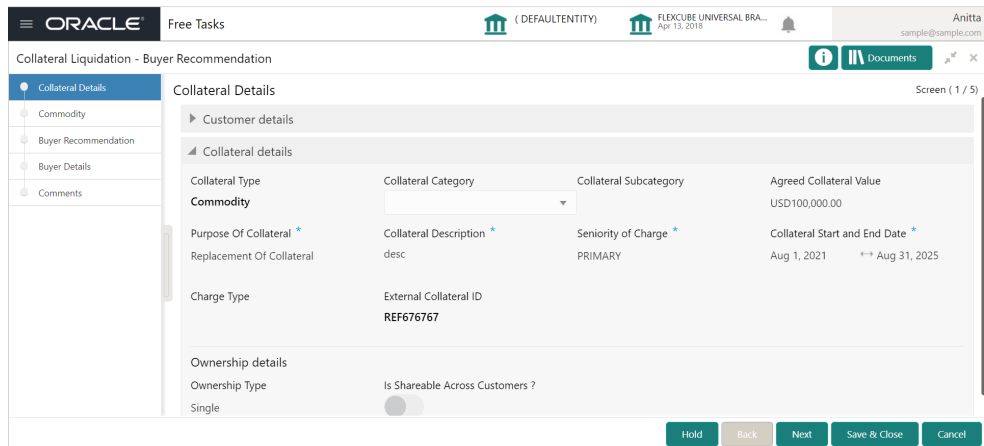 ORACLE®
Free Tasks
( DEFAULTENTITY)
FLEXCUBE UNIVERSAL BRA...
Apr 13, 2018
Anitta
sample@sample.com
Collateral Liquidation - Buyer Recommendation
Documents
Collateral Details
Commodity
Buyer Recommendation
Buyer Details
Comments
Collateral Details
Screen ( 1 / 5)
Customer details
Collateral details
Collateral Type
Collateral Category
Collateral Subcategory
Agreed Collateral Value
Commodity
USD100,000.00
Purpose Of Collateral *
Collateral Description *
Seniority of Charge *
Collateral Start and End Date *
Replacement Of Collateral
desc
PRIMARY
Aug 1, 2021 ↔ Aug 31, 2025
Charge Type
External Collateral ID
REF676767
Ownership details
Ownership Type
Is Shareable Across Customers ?
Single
Hold
Back
Next
Save & Close
Cancel